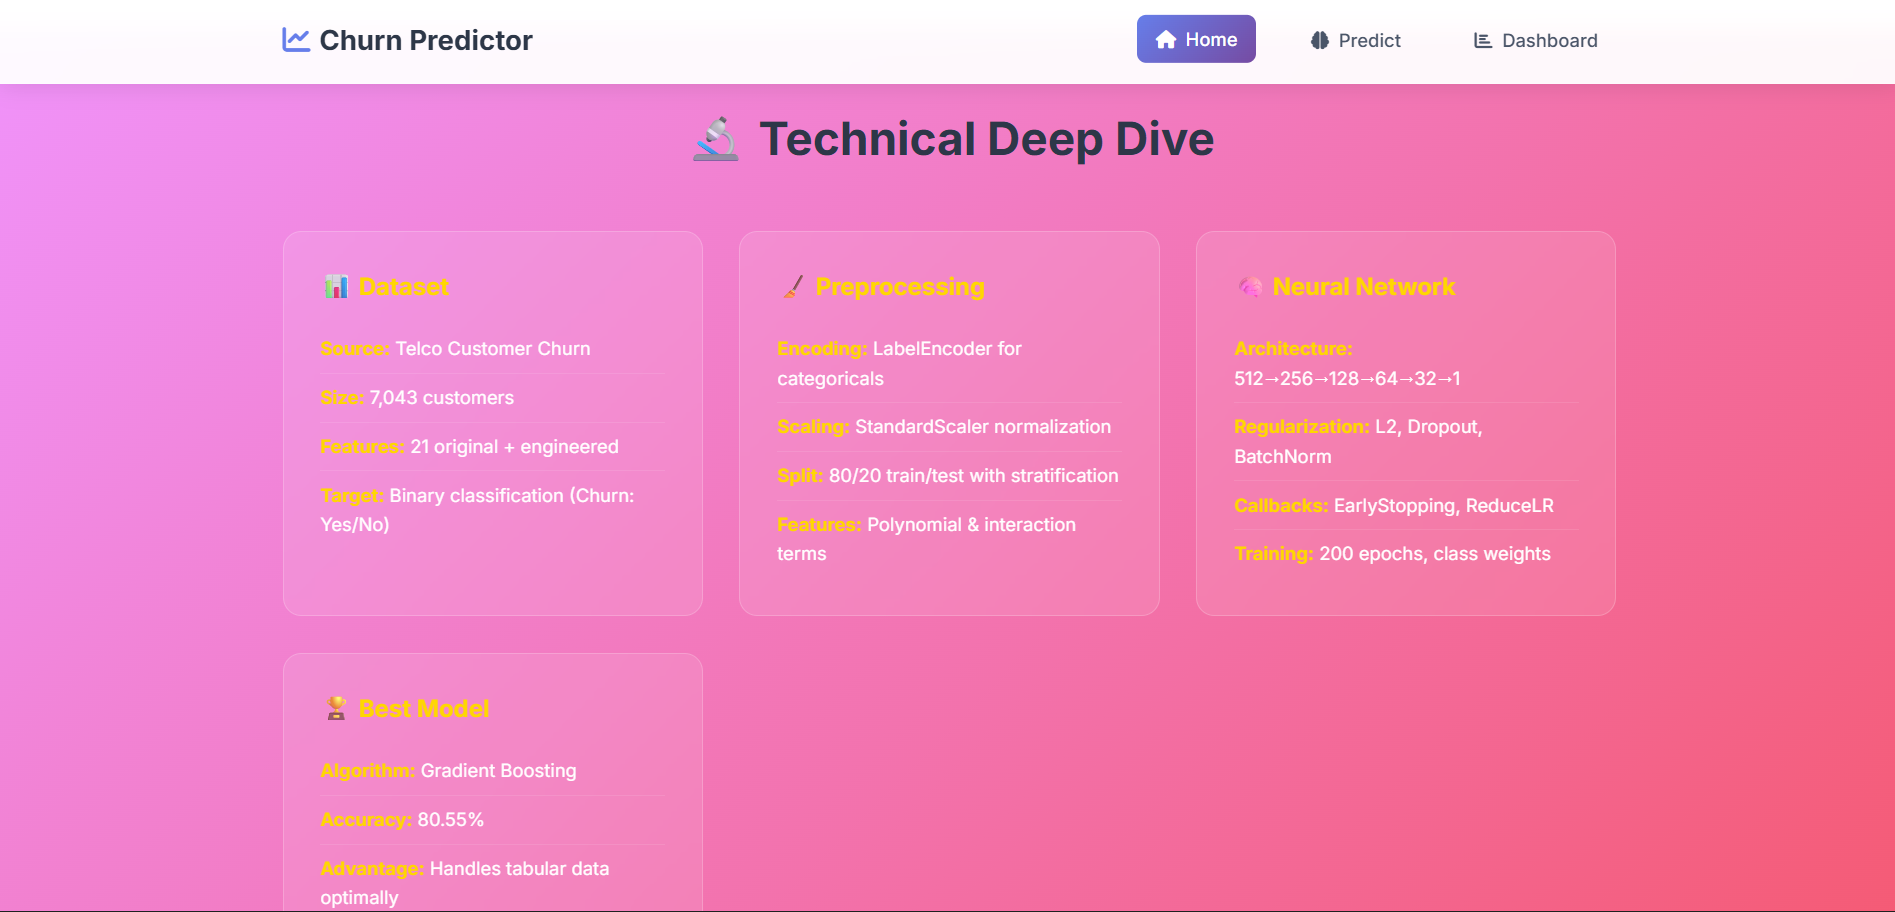 Churn Predictor
Home
Predict
Dashboard
Technical Deep Dive
Dataset
Source: Telco Customer Churn
Size: 7,043 customers
Features: 21 original + engineered
Target: Binary classification (Churn:
Yes/No)
Preprocessing
Encoding: LabelEncoder for
categoricals
Scaling: StandardScaler normalization
Split: 80/20 train/test with stratification
Features: Polynomial & interaction
terms
Neural Network
Architecture:
512→256→128→64→32→1
Regularization: L2, Dropout,
BatchNorm
Callbacks: EarlyStopping, ReduceLR
Training: 200 epochs, class weights
Best Model
Algorithm: Gradient Boosting
Accuracy: 80.55%
Advantage: Handles tabular data
optimally